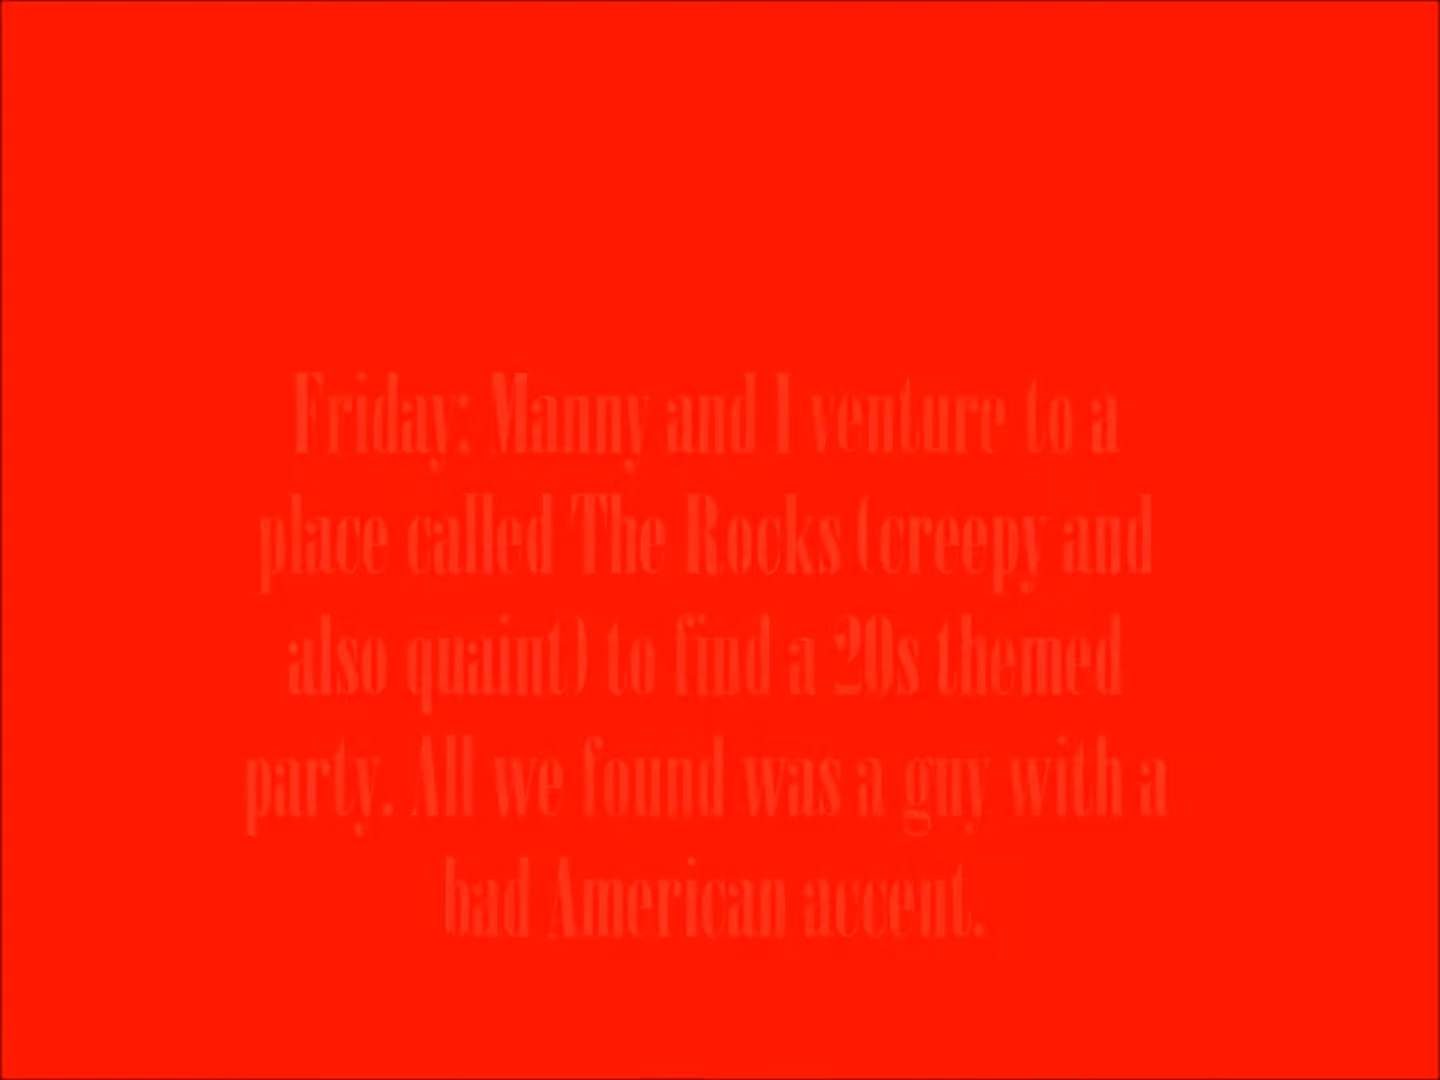 Friday: Manny and I venture to a
place called The Rocks (creepy and
also quaint) to find a 20s themed
party. All we found was a guy with a
bad American accent.